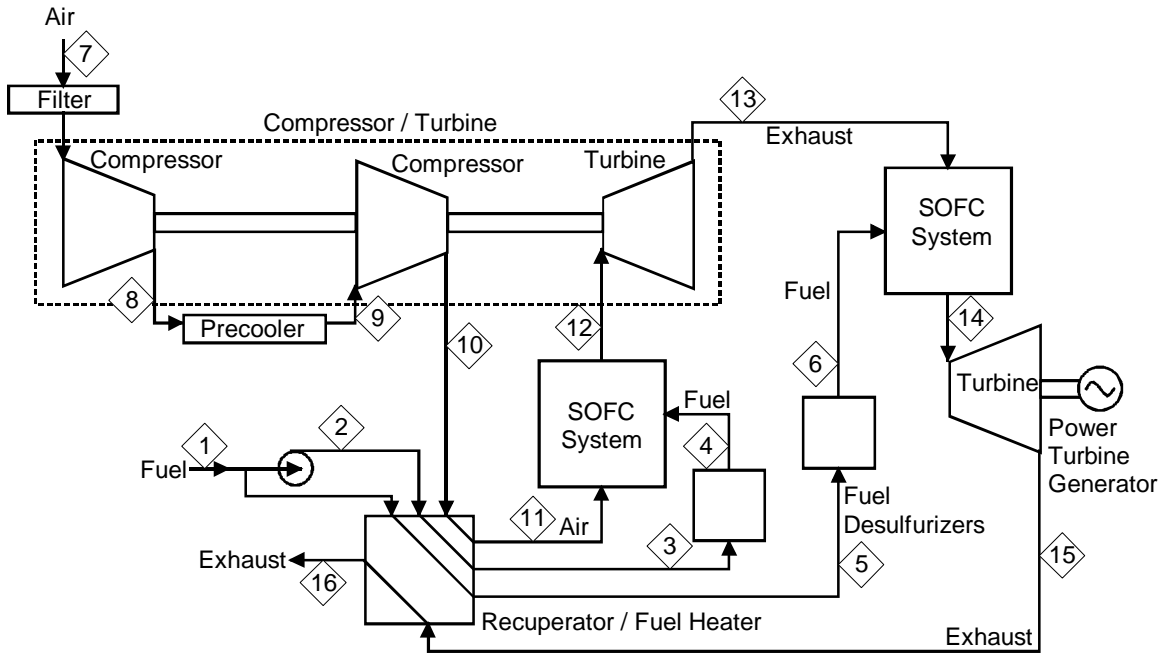 Air
7
Filter
Compressor / Turbine
Compressor
Compressor
Turbine
13
Exhaust
SOFC
System
8
Precooler
9
10
12
Fuel
6
14
Turbine
Power
Turbine
Generator
SOFC
System
Fuel
4
1
2
Fuel
Fuel
Desulfurizers
11
Air
3
5
15
Exhaust
16
Recuperator / Fuel Heater
Exhaust